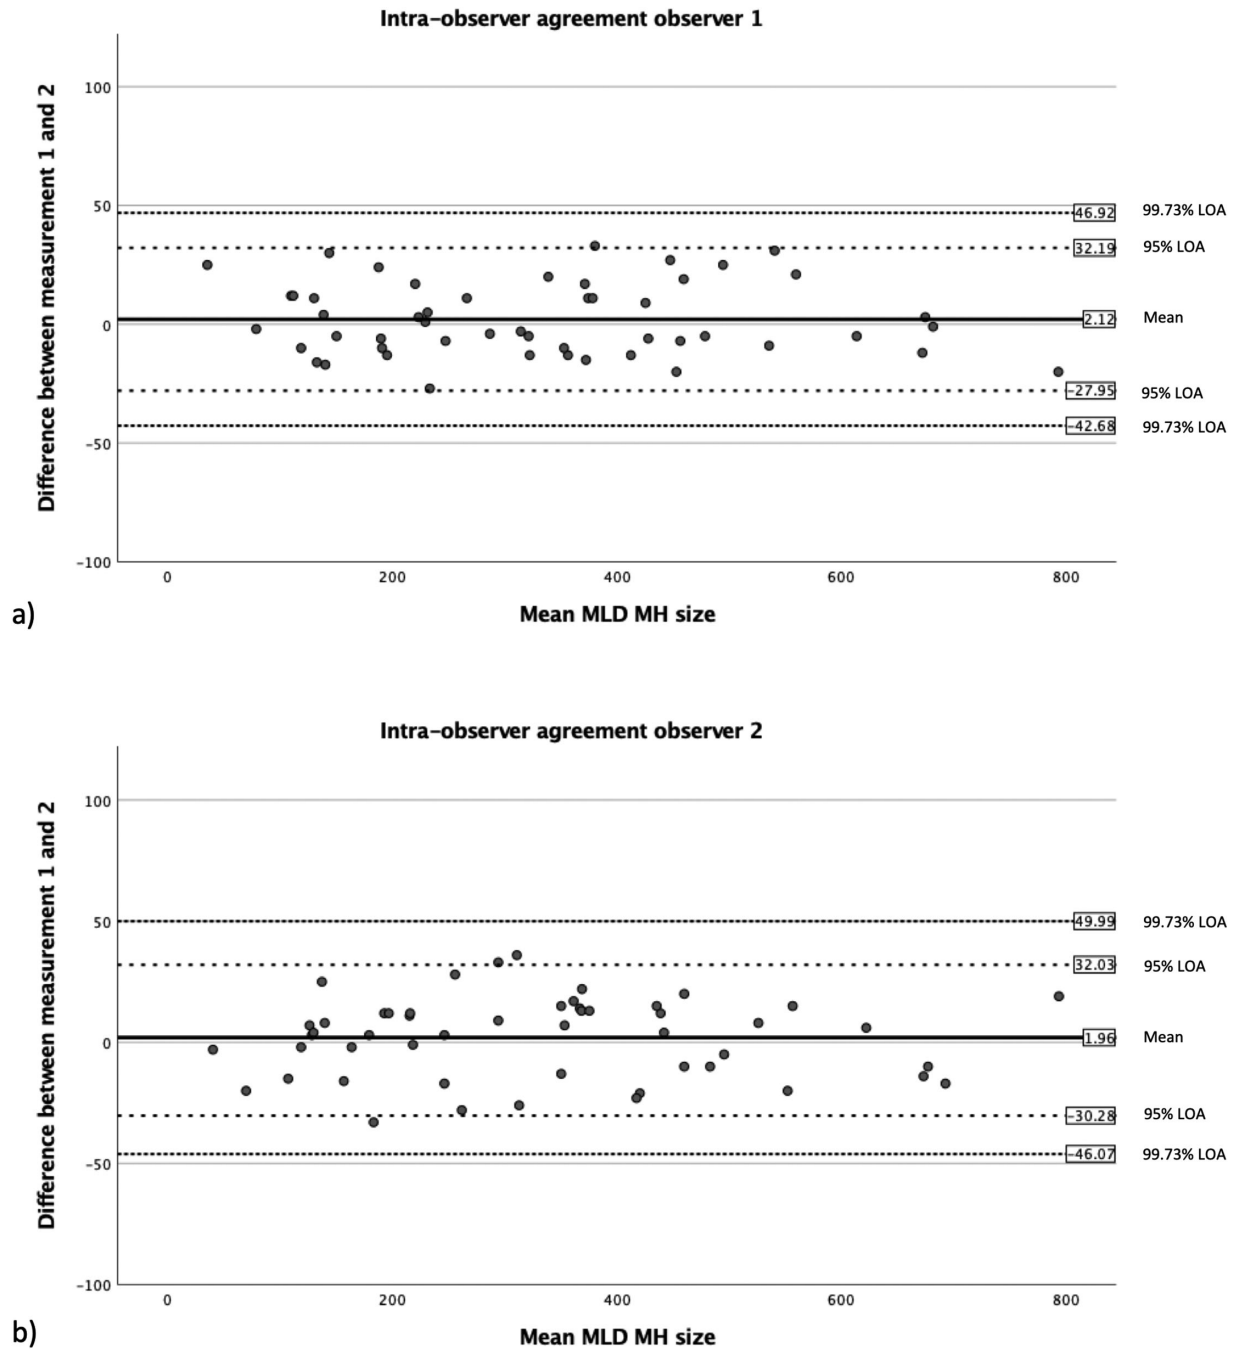 Intra-observer agreement observer 1
Difference between measurement 1 and 2
100
50
0
-50
-100
46.92
99.73% LOA
32.19
95% LOA
2.12
Mean
-27.95
95% LOA
-42.68
99.73% LOA
0
200
400
600
800
Mean MLD MH size
a)
Intra-observer agreement observer 2
Difference between measurement 1 and 2
100
50
0
-50
-100
49.99
99.73% LOA
32.03
95% LOA
1.96
Mean
-30.28
95% LOA
-46.07
99.73% LOA
0
200
400
600
800
Mean MLD MH size
b)